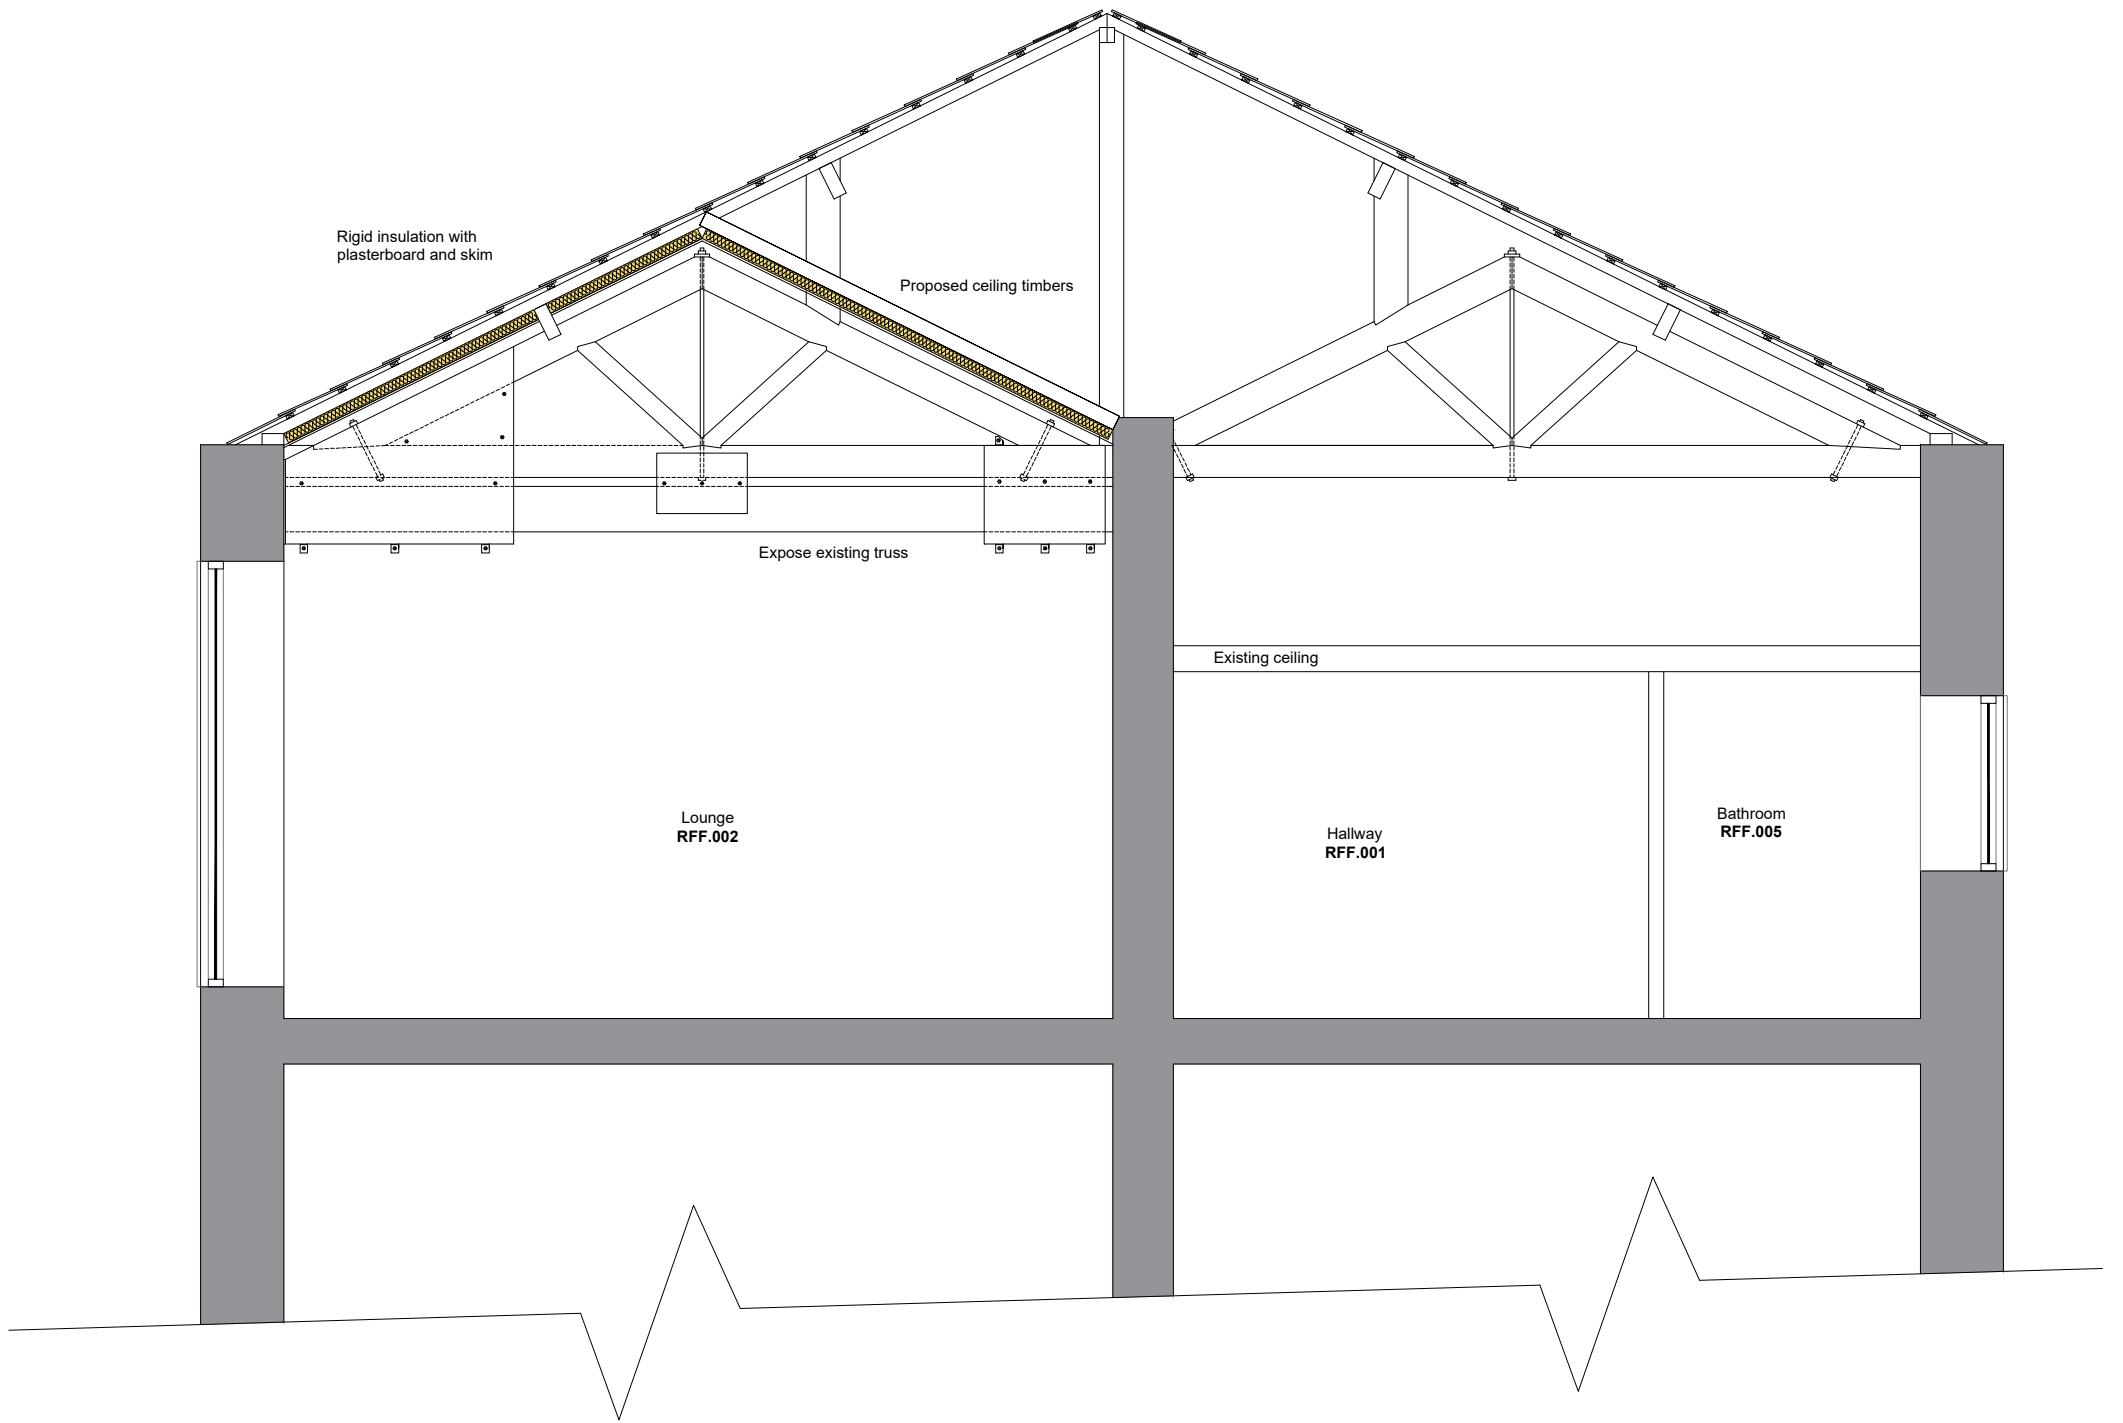 Rigid insulation with
plasterboard and skim
Proposed ceiling timbers
Expose existing truss
Existing ceiling
Lounge
RFF.002
Hallway
RFF.001
Bathroom
RFF.005